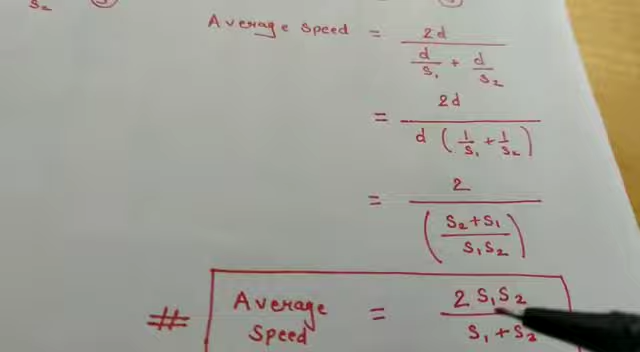 S₂
Average Speed = 2d / (d/S₁ + d/S₂)
= 2d / d (1/S₁ + 1/S₂)
= 2 / ((S₂+S₁) / S₁S₂)
# Average Speed = 2 S₁S₂ / S₁+S₂